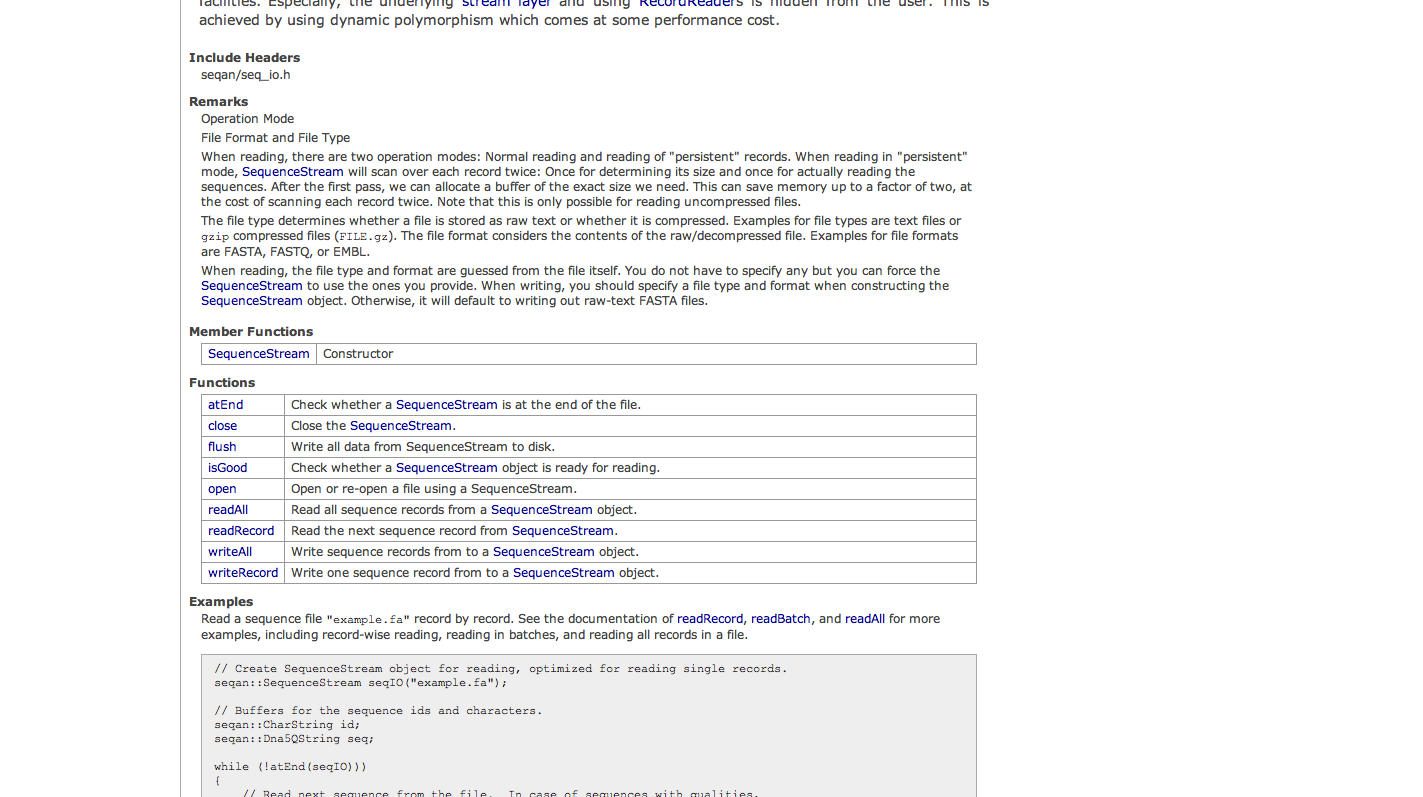 facilities. Especially, the underlying stream layer and using RecordReaders is hidden from the user. This is
achieved by using dynamic polymorphism which comes at some performance cost.
Include Headers
seqan/seq_io.h
Remarks
Operation Mode
File Format and File Type
When reading, there are two operation modes: Normal reading and reading of "persistent" records. When reading in "persistent"
mode, SequenceStream will scan over each record twice: Once for determining its size and once for actually reading the
sequences. After the first pass, we can allocate a buffer of the exact size we need. This can save memory up to a factor of two, at
the cost of scanning each record twice. Note that this is only possible for reading uncompressed files.
The file type determines whether a file is stored as raw text or whether it is compressed. Examples for file types are text files or
gzip compressed files (FILE.gz). The file format considers the contents of the raw/decompressed file. Examples for file formats
are FASTA, FASTQ, or EMBL.
When reading, the file type and format are guessed from the file itself. You do not have to specify any but you can force the
SequenceStream to use the ones you provide. When writing, you should specify a file type and format when constructing the
SequenceStream object. Otherwise, it will default to writing out raw-text FASTA files.
Member Functions
SequenceStream Constructor
Functions
atEnd Check whether a SequenceStream is at the end of the file.
close Close the SequenceStream.
flush Write all data from SequenceStream to disk.
isGood Check whether a SequenceStream object is ready for reading.
open Open or re-open a file using a SequenceStream.
readAll Read all sequence records from a SequenceStream object.
readRecord Read the next sequence record from SequenceStream.
writeAll Write sequence records from to a SequenceStream object.
writeRecord Write one sequence record from to a SequenceStream object.
Examples
Read a sequence file "example.fa" record by record. See the documentation of readRecord, readBatch, and readAll for more
examples, including record-wise reading, reading in batches, and reading all records in a file.
// Create SequenceStream object for reading, optimized for reading single records.
seqan::SequenceStream seqIO("example.fa");
// Buffers for the sequence ids and characters.
seqan::CharString id;
seqan::Dna5QString seq;
while (!atEnd(seqIO)))
{
// Read next sequence from the file. In case of sequences with qualities,